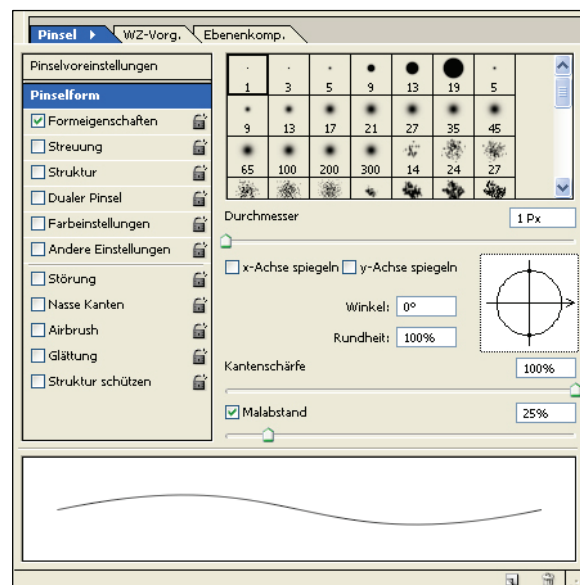 Pinsel WZ-Vorg. Ebenenkomp.
Pinselvoreinstellungen
Pinselform
Formeigenschaften
Streuung
Struktur
Dualer Pinsel
Farbeinstellungen
Andere Einstellungen
Störung
Nasse Kanten
Airbrush
Glättung
Struktur schützen
1 3 5 9 13 19 5
9 13 17 21 27 35 45
65 100 200 300 14 24 27
Durchmesser 1 Px
x-Achse spiegeln y-Achse spiegeln
Winkel: 0°
Rundheit: 100%
Kantenschärfe 100%
Malabstand 25%